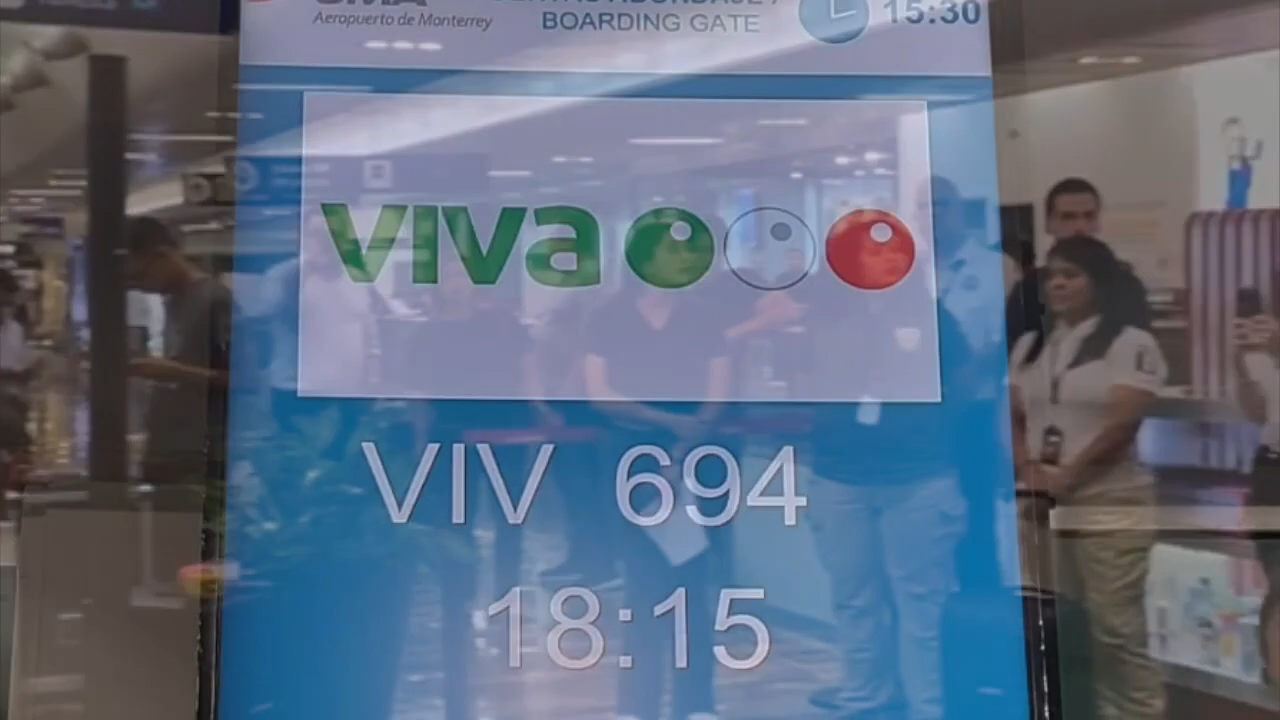 Aeropuerto de Monterrey
BOARDING GATE
15:30
viva
VIV 694
18:15